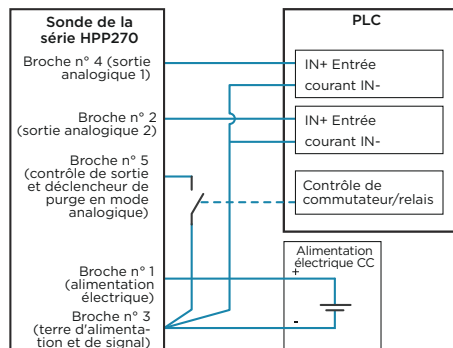 Sonde de la
série HPP270
Broche n° 4 (sortie
analogique 1)
Broche n° 2
(sortie analogique 2)
Broche n° 5
(contrôle de sortie
et déclencheur de
purge en mode
analogique)
Broche n° 1
(alimentation
électrique)
Broche n° 3
(terre d'alimenta-
tion et de signal)
PLC
IN+ Entrée
courant IN-
IN+ Entrée
courant IN-
Contrôle de
commutateur/relais
Alimentation
électrique CC
+
-